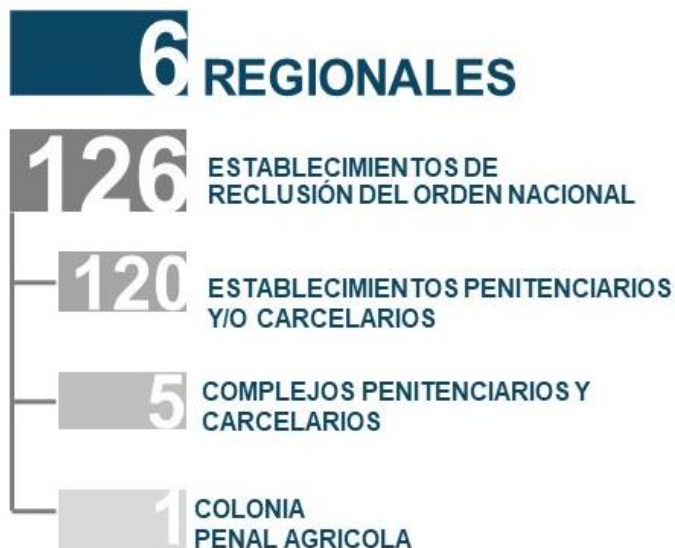 6 REGIONALES
126 ESTABLECIMIENTOS DE
RECLUSIÓN DEL ORDEN NACIONAL
120 ESTABLECIMIENTOS PENITENCIARIOS
Y/O CARCELARIOS
5 COMPLEJOS PENITENCIARIOS Y
CARCELARIOS
1 COLONIA
PENAL AGRICOLA